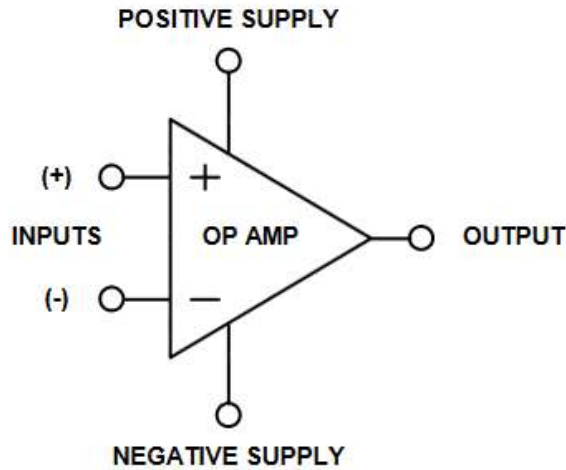 POSITIVE SUPPLY
(+)
+
INPUTS
OP AMP
OUTPUT
(-)
−
NEGATIVE SUPPLY